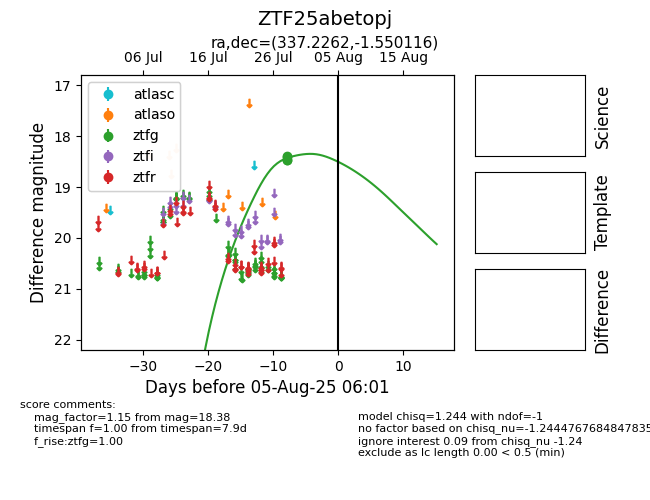 ZTF25abetopj
ra,dec=(337.2262,-1.550116)
06 Jul 16 Jul 26 Jul 05 Aug 15 Aug
17
18
19
20
21
22
Difference magnitude
atlasc
atlaso
ztfg
ztfi
ztfr
−30 −20 −10 0 10
Days before 05-Aug-25 06:01
Science
Template
Difference
score comments:
mag_factor=1.15 from mag=18.38
timespan f=1.00 from timespan=7.9d
f_rise:ztfg=1.00
model chisq=1.244 with ndof=-1
no factor based on chisq_nu=-1.2444767684847835
ignore interest 0.09 from chisq_nu -1.24
exclude as lc length 0.00 < 0.5 (min)